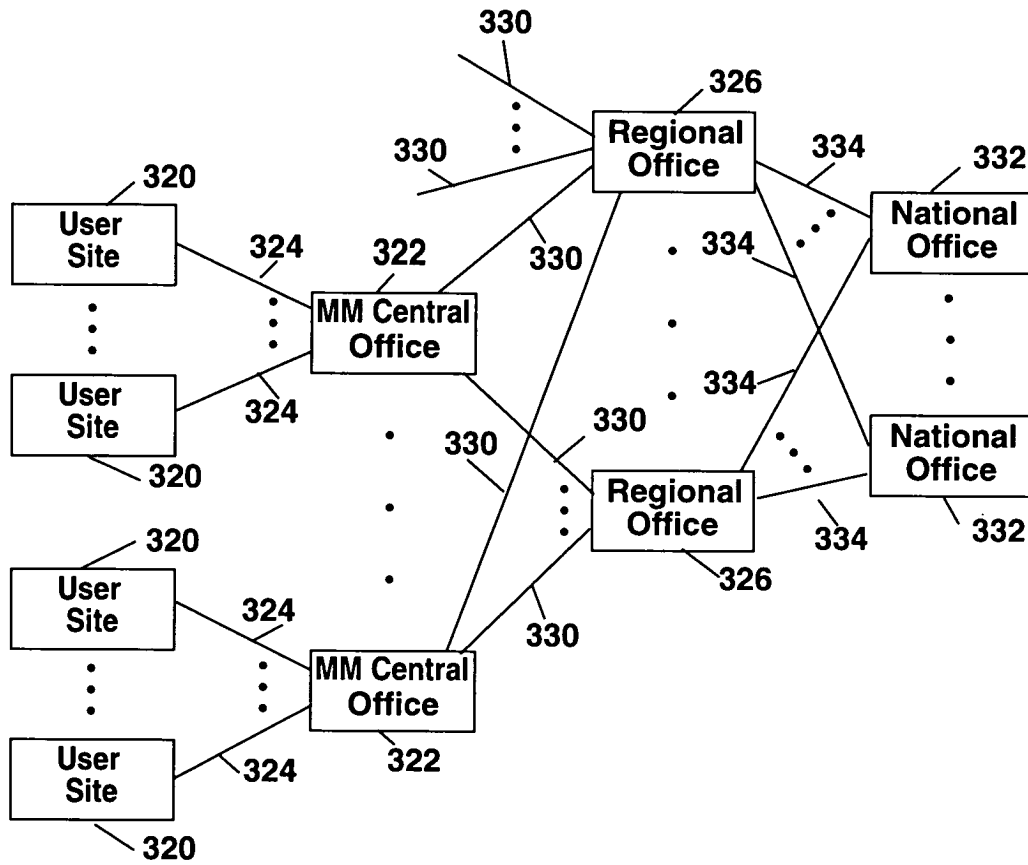 330
326
Regional
Office
330
334
332
320
User
Site
324
322
330
334
National
Office
MM Central
Office
334
User
Site
324
330
330
National
Office
320
Regional
Office
334
332
320
326
User
Site
324
330
MM Central
Office
User
Site
324
322
320